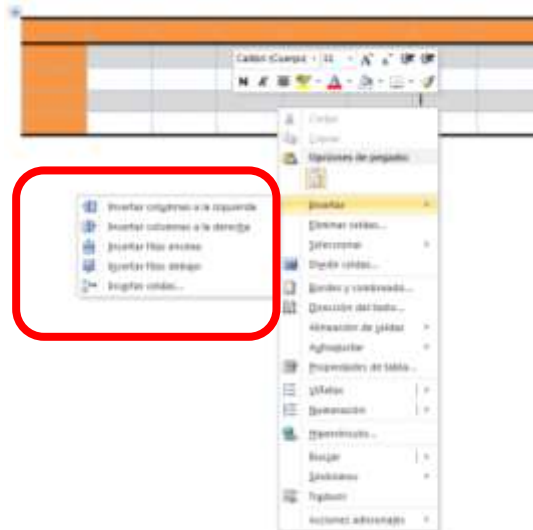 Calibri (Cuerpo 11
N K
Cortar
Copiar
Opciones de pegado:
Insertar
Eliminar celdas...
Seleccionar
Dividir celdas...
Bordes y sombreado...
Dirección del texto...
Alineación de celdas
Autoajustar
Propiedades de tabla...
Viñetas
Numeración
Hipervínculo...
Buscar
Sinónimos
Traducir
Acciones adicionales
Insertar columnas a la izquierda
Insertar columnas a la derecha
Insertar filas encima
Insertar filas debajo
Insertar celdas...